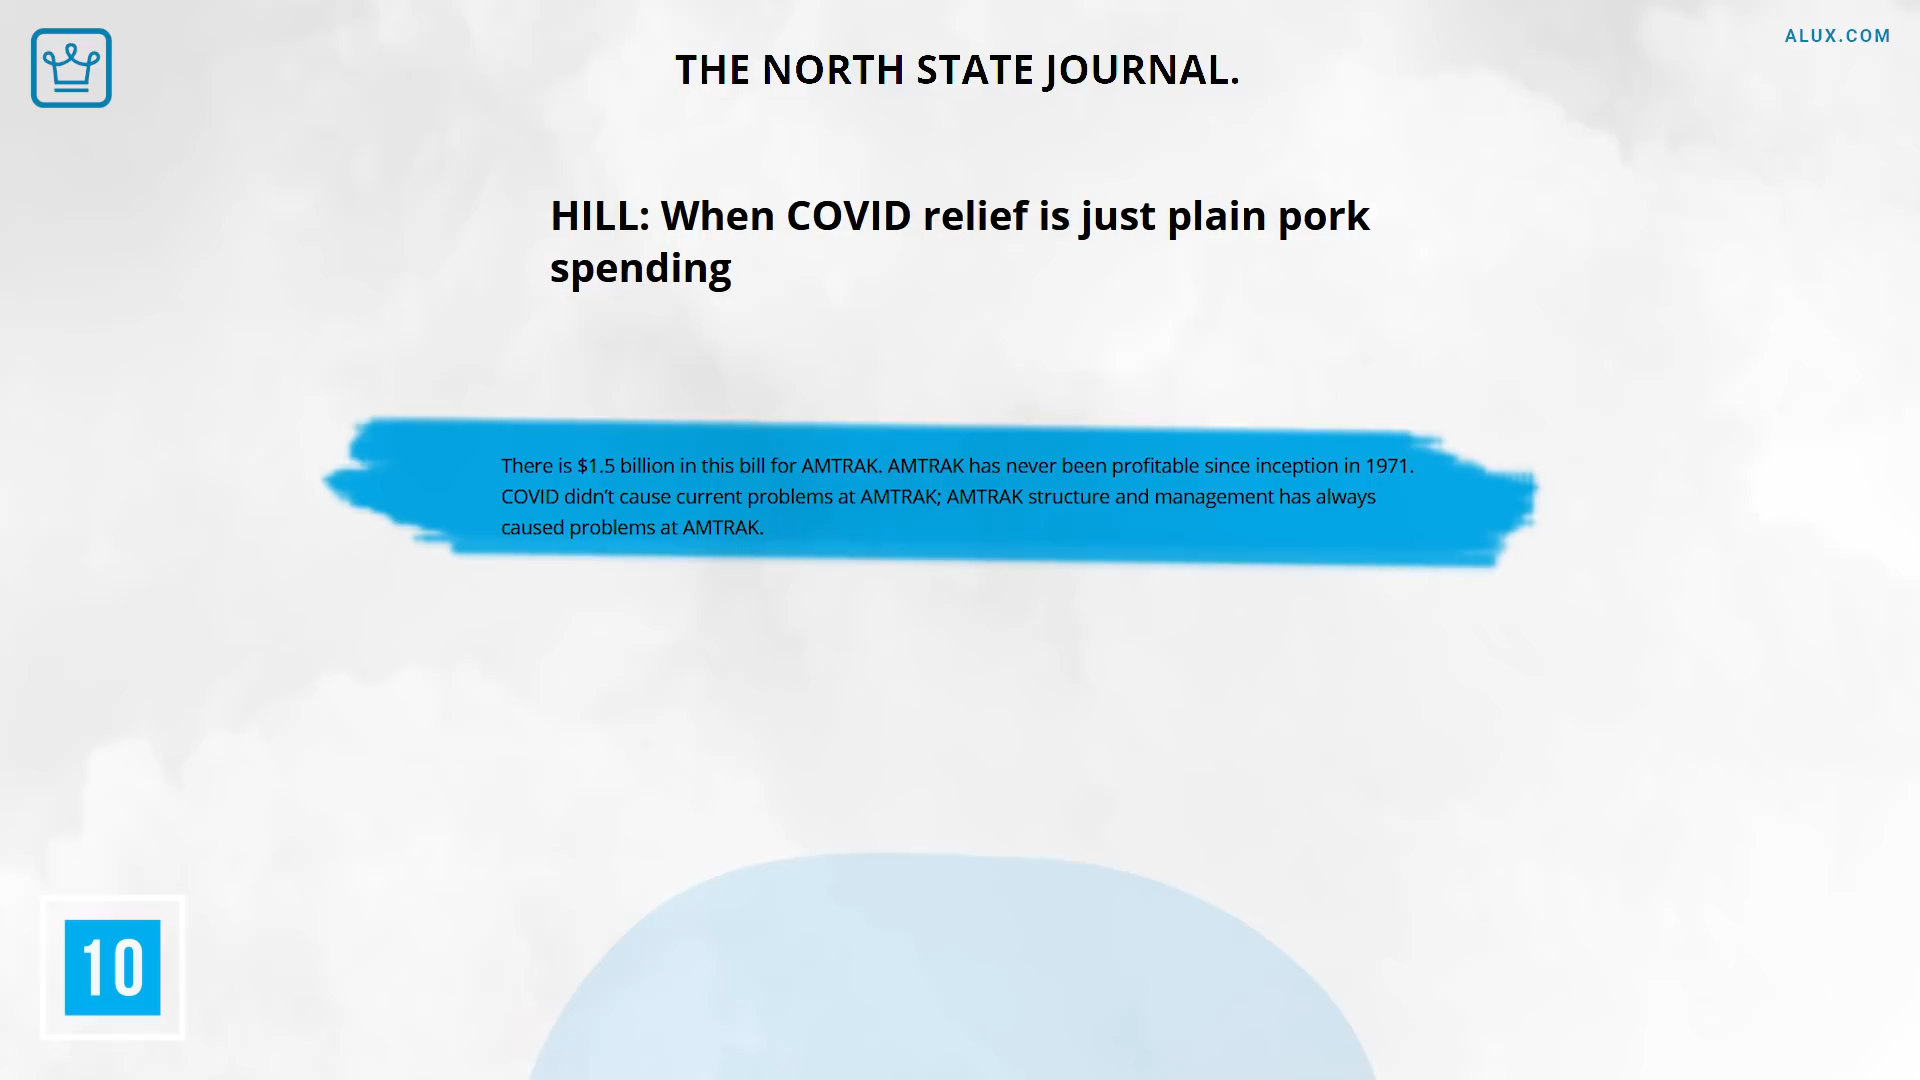 ALUX.COM
THE NORTH STATE JOURNAL.
HILL: When COVID relief is just plain pork
spending
There is $1.5 billion in this bill for AMTRAK. AMTRAK has never been profitable since inception in 1971.
COVID didn’t cause current problems at AMTRAK; AMTRAK structure and management has always
caused problems at AMTRAK.
10